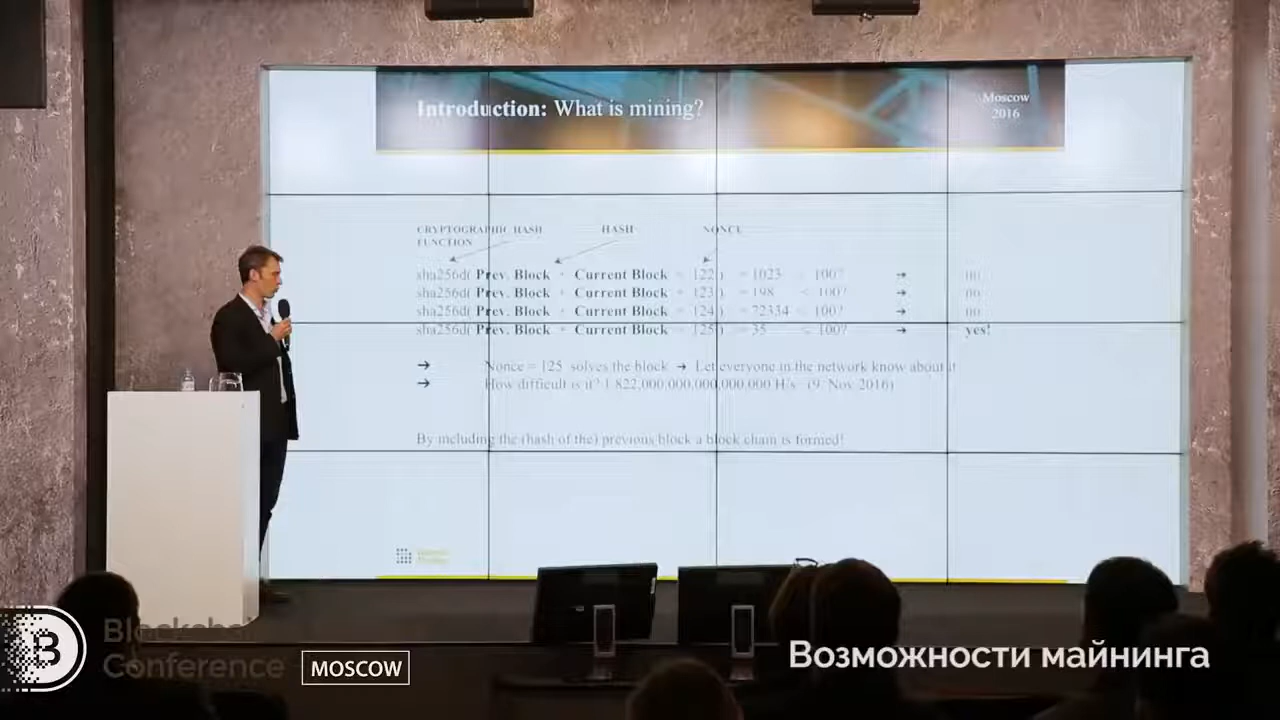 Introduction: What is mining?
Moscow
2016
CRYPTOGRAPHIC HASH
FUNCTION
HASH
NONCE
sha256d( Prev. Block + Current Block + 122 ) = 1023 < 100? ➔ no
sha256d( Prev. Block + Current Block + 123 ) = 198 < 100? ➔ no
sha256d( Prev. Block + Current Block + 124 ) = 72334 < 100? ➔ no
sha256d( Prev. Block + Current Block + 125 ) = 35 < 100? ➔ yes!
➔ Nonce = 125 solves the block ➔ Let everyone in the network know about it
➔ How difficult is it? 1,822,000,000,000,000,000 H/s (9. Nov 2016)
By including the (hash of the) previous block a block chain is formed!
B
Blockchain
Conference
MOSCOW
Возможности майнинга